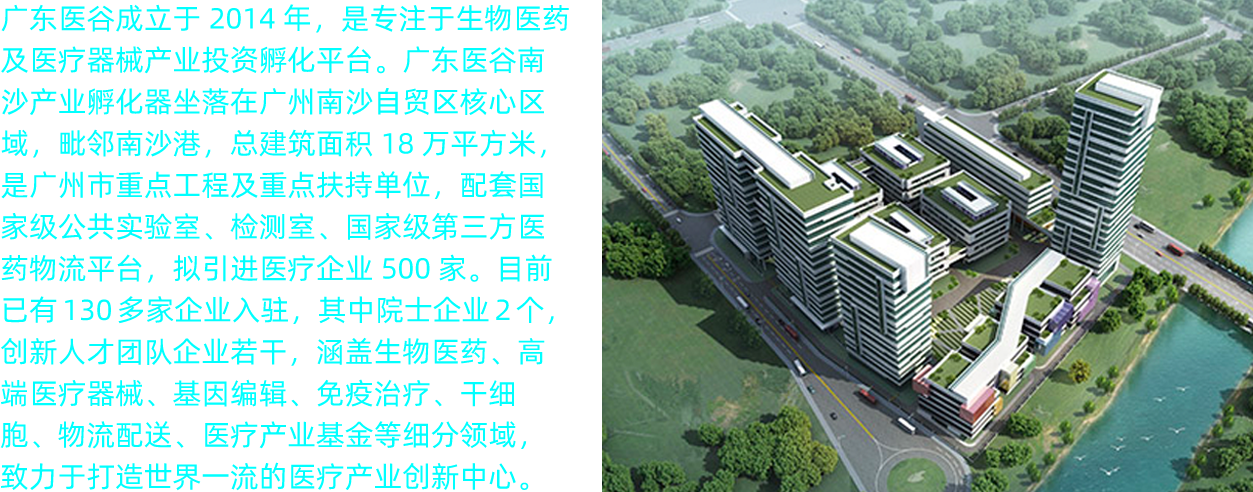 广东医谷成立于 2014 年，是专注于生物医药
及医疗器械产业投资孵化平台。广东医谷南
沙产业孵化器坐落在广州南沙自贸区核心区
域，毗邻南沙港，总建筑面积 18 万平方米，
是广州市重点工程及重点扶持单位，配套国
家级公共实验室、检测室、国家级第三方医
药物流平台，拟引进医疗企业 500 家。目前
已有 130 多家企业入驻，其中院士企业 2 个，
创新人才团队企业若干，涵盖生物医药、高
端医疗器械、基因编辑、免疫治疗、干细
胞、物流配送、医疗产业基金等细分领域，
致力于打造世界一流的医疗产业创新中心。